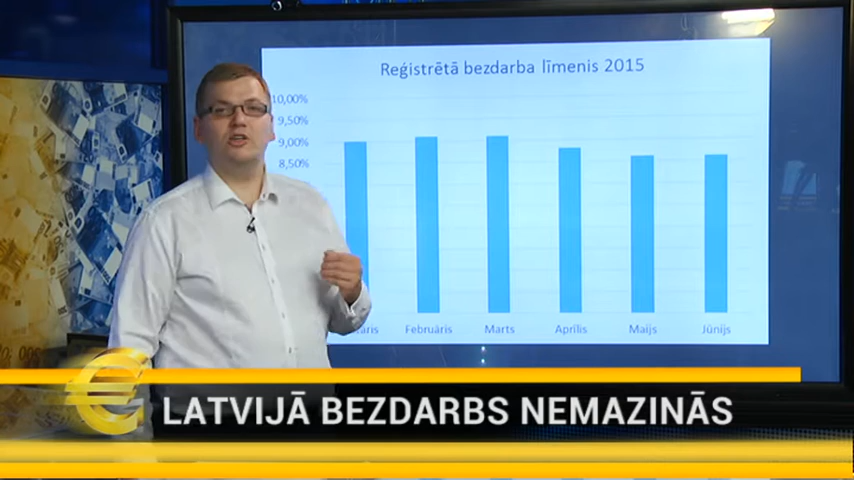 Reģistrētā bezdarba līmenis 2015
10,00%
9,50%
9,00%
8,50%
Februāris
Marts
Aprīlis
Maijs
Jūnijs
LATVIJĀ BEZDARBS NEMAZINĀS